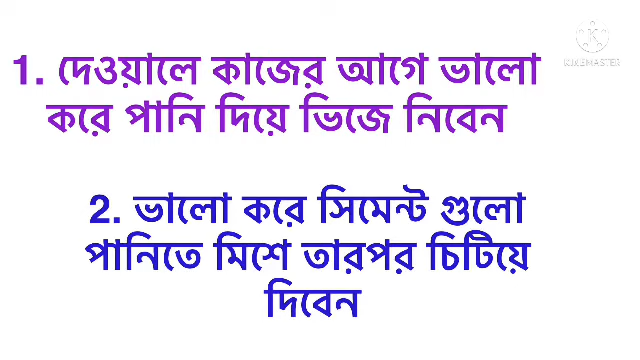 KINEMASTER
1. দেওয়ালে কাজের আগে ভালো
করে পানি দিয়ে ভিজে নিবেন
2. ভালো করে সিমেন্ট গুলো
পানিতে মিশে তারপর চিটিয়ে
দিবেন